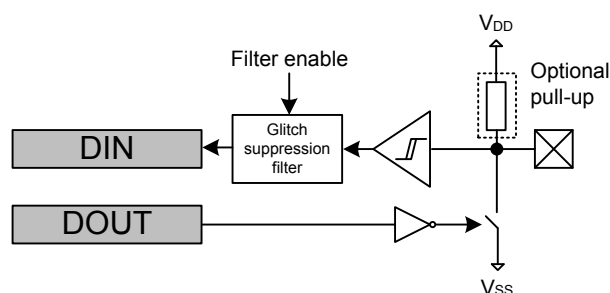 VDD
Filter enable
Optional
pull-up
Glitch
suppression
filter
DIN
DOUT
VSS